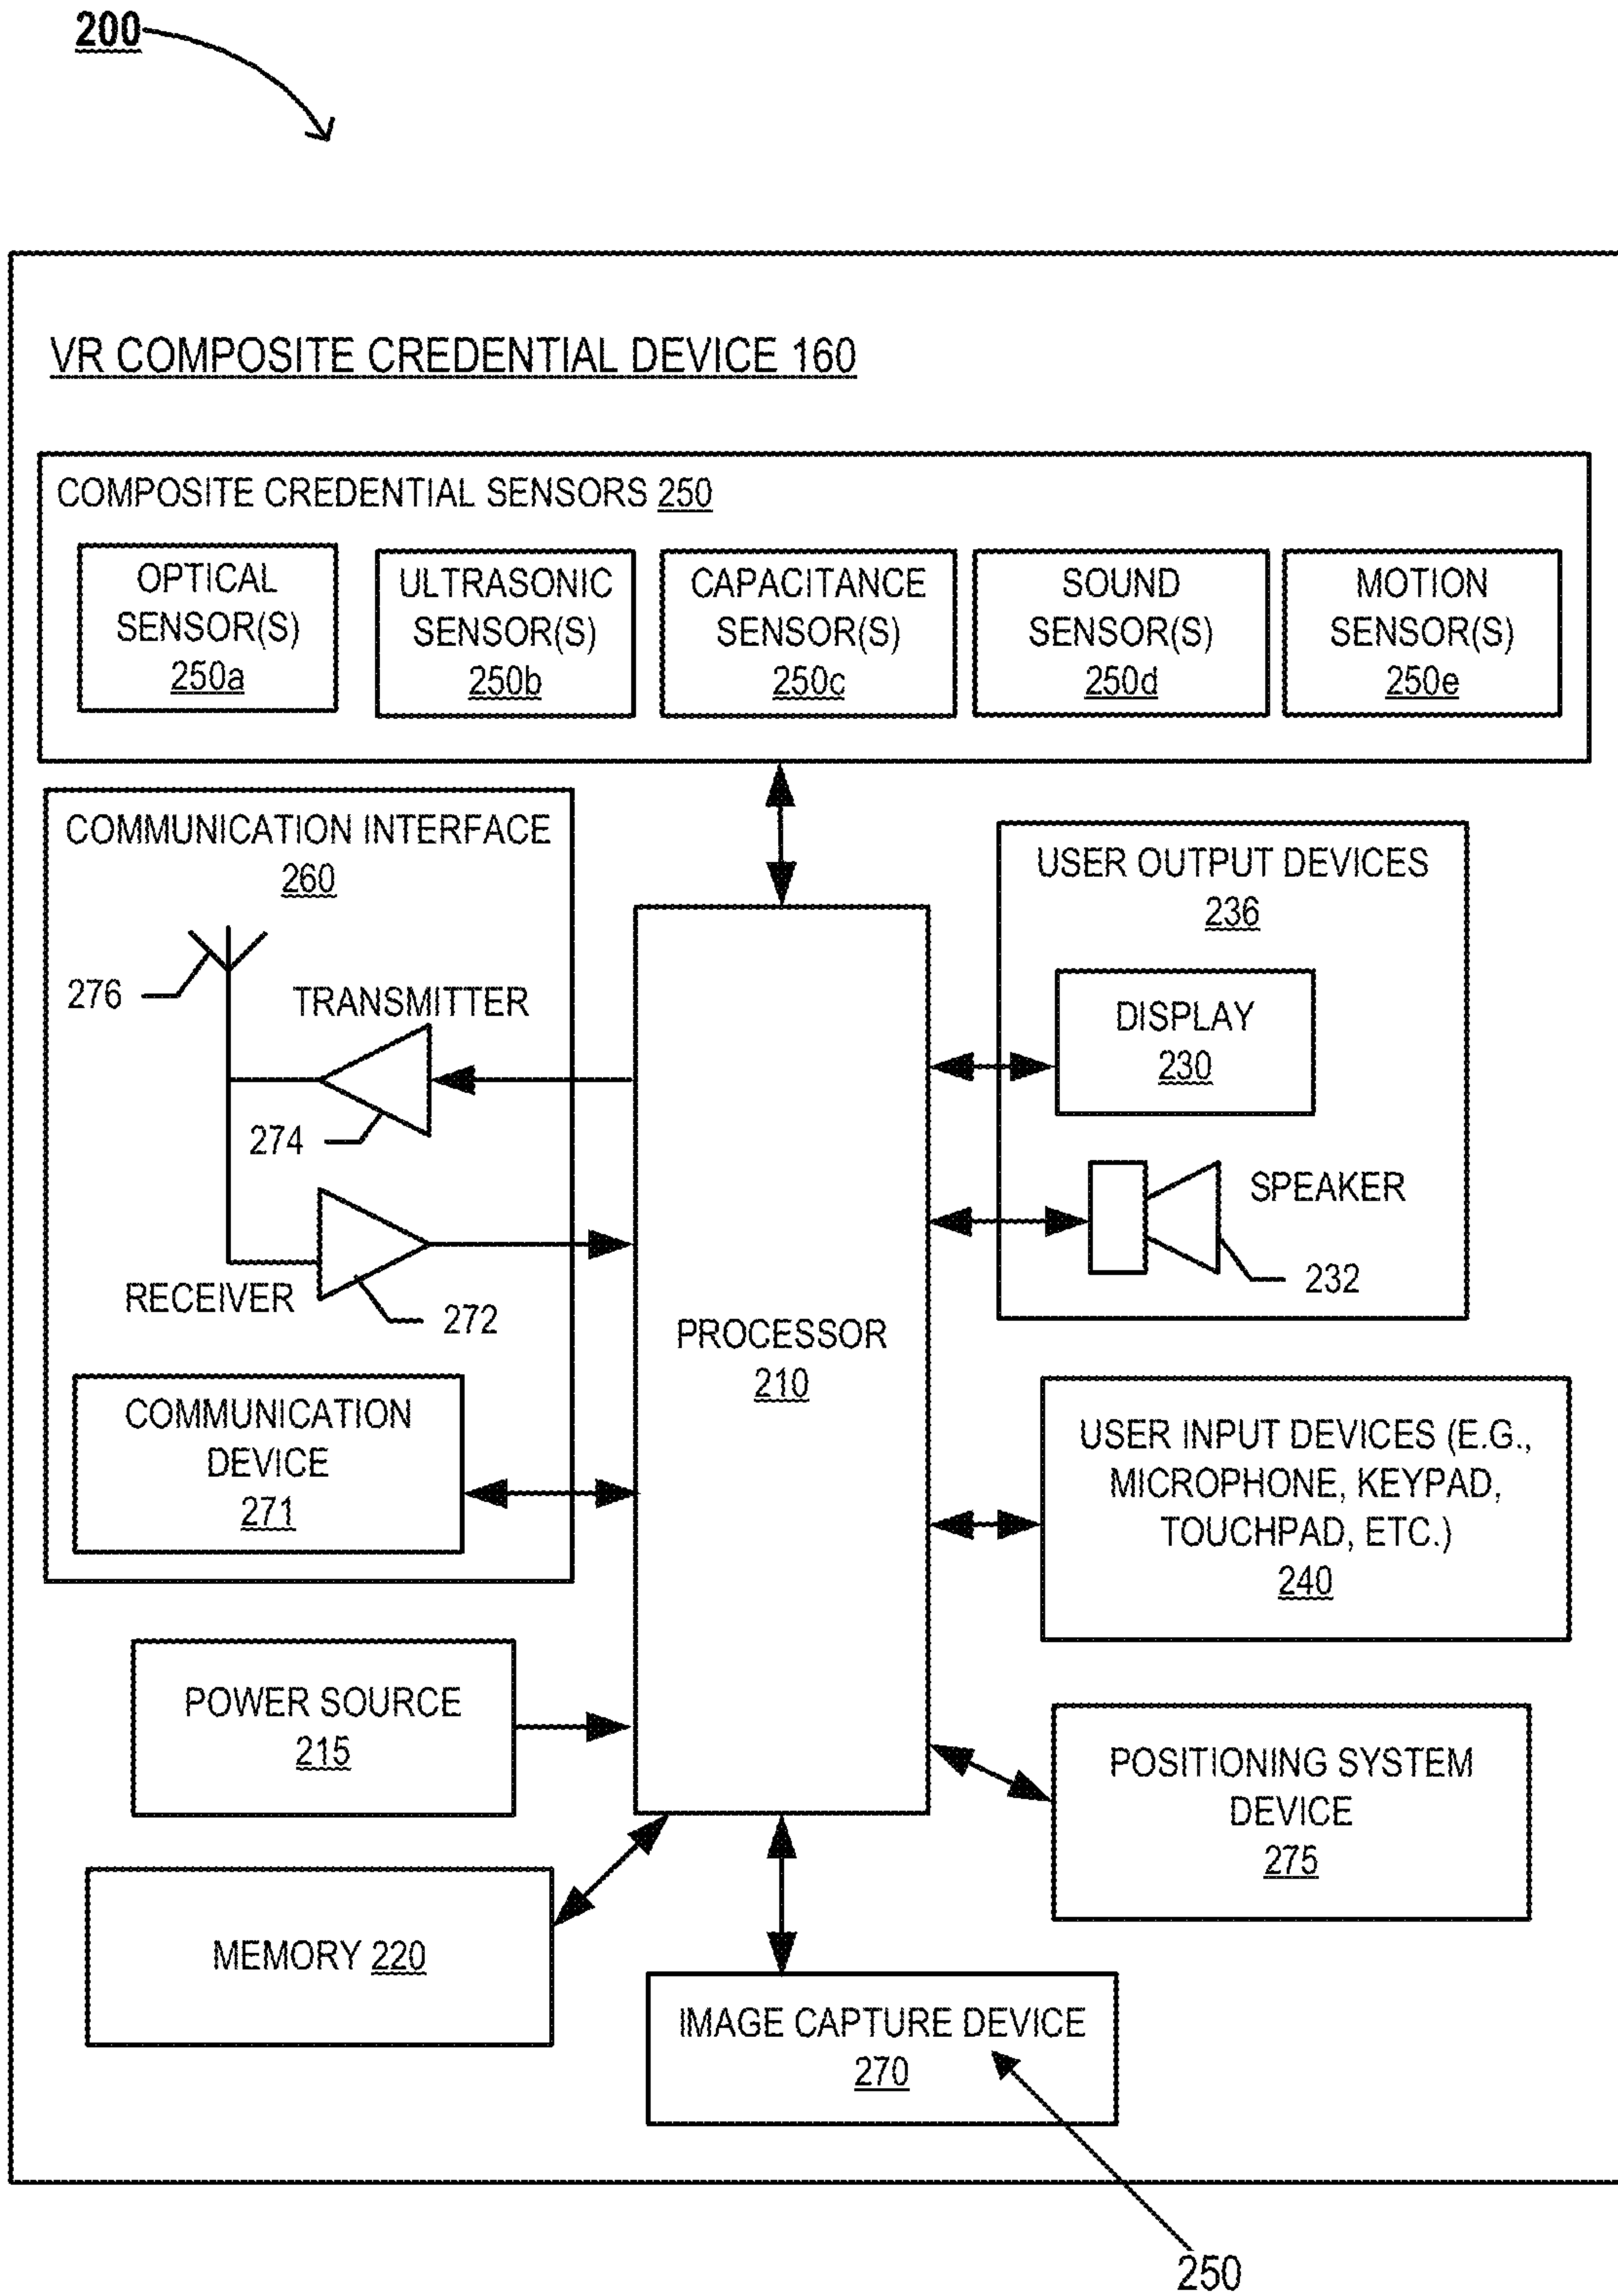 200
VR COMPOSITE CREDENTIAL DEVICE 160
COMPOSITE CREDENTIAL SENSORS 250
OPTICAL
SENSOR(S)
250a
ULTRASONIC
SENSOR(S)
250b
CAPACITANCE
SENSOR(S)
250c
SOUND
SENSOR(S)
250d
MOTION
SENSOR(S)
250e
COMMUNICATION INTERFACE
260
276
TRANSMITTER
274
RECEIVER
272
COMMUNICATION
DEVICE
271
PROCESSOR
210
USER OUTPUT DEVICES
236
DISPLAY
230
SPEAKER
232
USER INPUT DEVICES (E.G.,
MICROPHONE, KEYPAD,
TOUCHPAD, ETC.)
240
POWER SOURCE
215
POSITIONING SYSTEM
DEVICE
275
MEMORY 220
IMAGE CAPTURE DEVICE
270
250